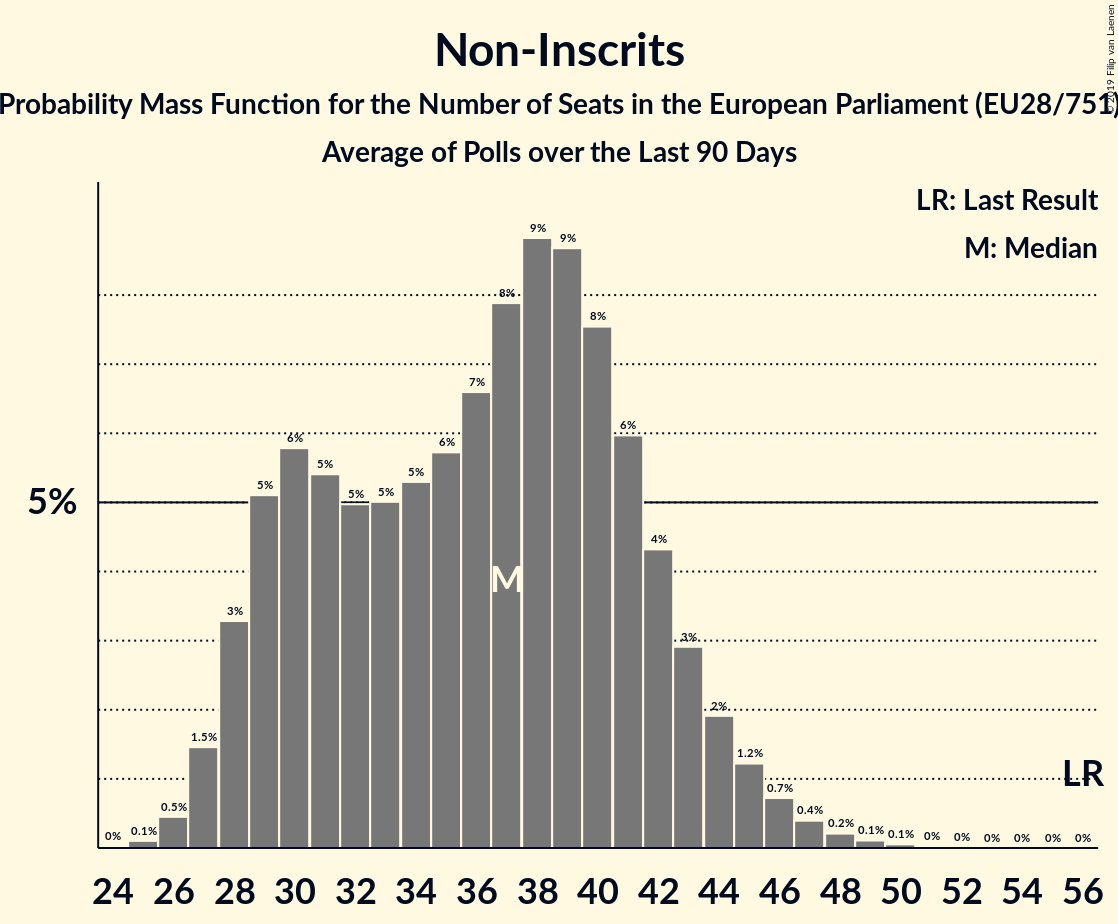 Non-Inscrits
Probability Mass Function for the Number of Seats in the European Parliament (EU28/751)
Average of Polls over the Last 90 Days
© 2019 Filip van Laenen
LR: Last Result
M: Median
5%
0% 0.1% 0.5% 1.5% 3% 5% 6% 5% 5% 5% 5% 6% 7% 8% 9% 9% 8% 6% 4% 3% 2% 1.2% 0.7% 0.4% 0.2% 0.1% 0.1% 0% 0% 0% 0% 0% 0%
M
LR
24 26 28 30 32 34 36 38 40 42 44 46 48 50 52 54 56